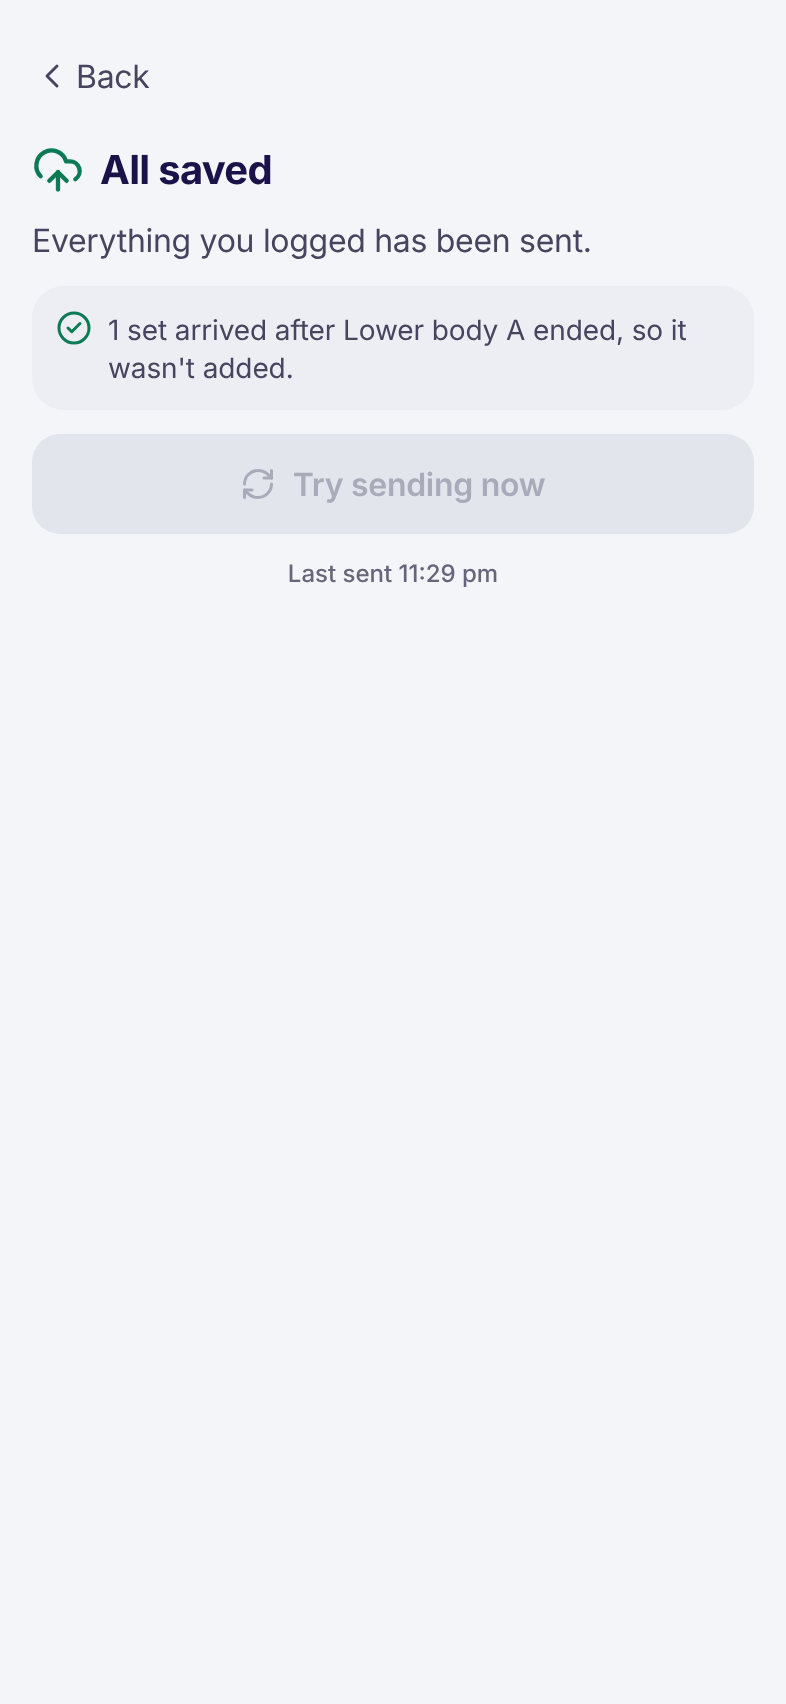 Back
All saved
Everything you logged has been sent.
1 set arrived after Lower body A ended, so it
wasn't added.
Try sending now
Last sent 11:29 pm